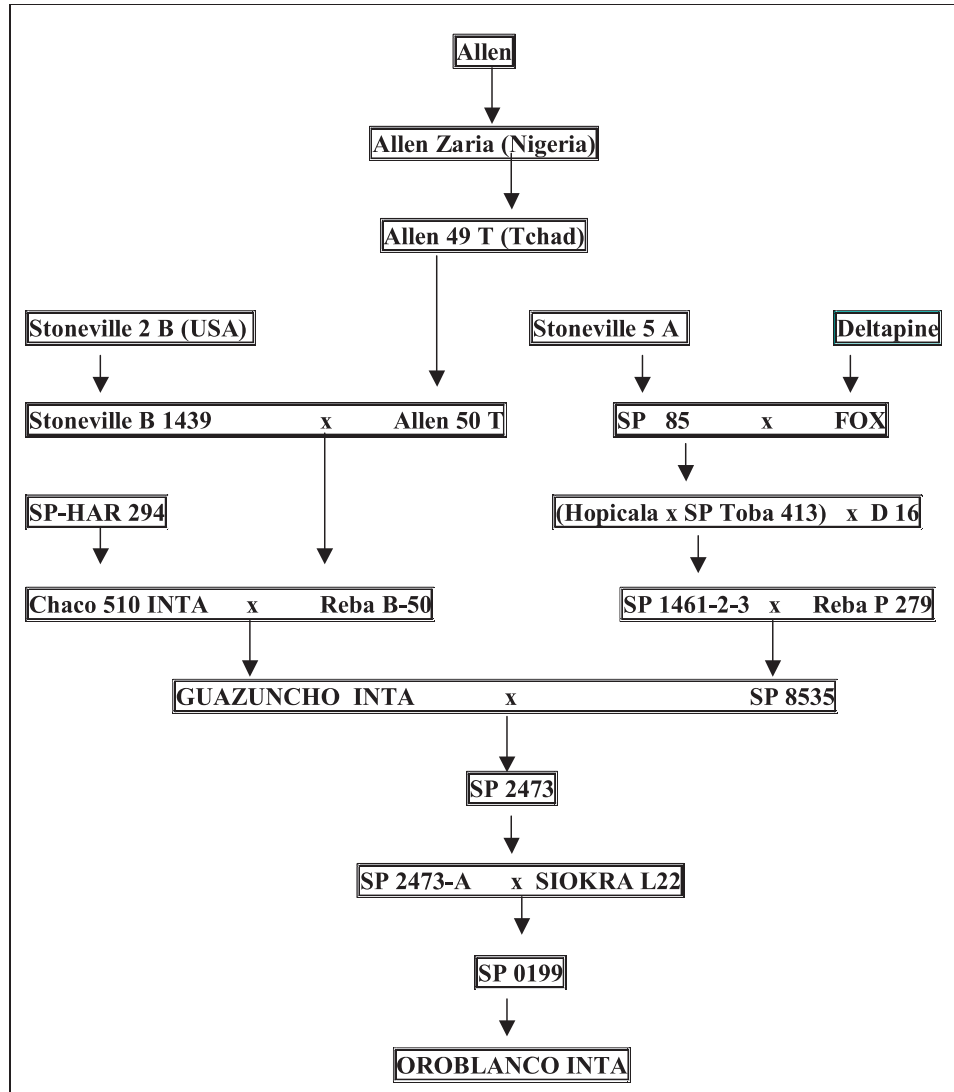 Allen
Allen Zaria (Nigeria)
Allen 49 T (Tchad)
Stoneville 2 B (USA)
Stoneville 5 A
Deltapine
Stoneville B 1439 x Allen 50 T
SP 85 x FOX
SP-HAR 294
(Hopicala x SP Toba 413) x D 16
Chaco 510 INTA x Reba B-50
SP 1461-2-3 x Reba P 279
GUAZUNCHO INTA x SP 8535
SP 2473
SP 2473-A x SIOKRA L22
SP 0199
OROBLANCO INTA